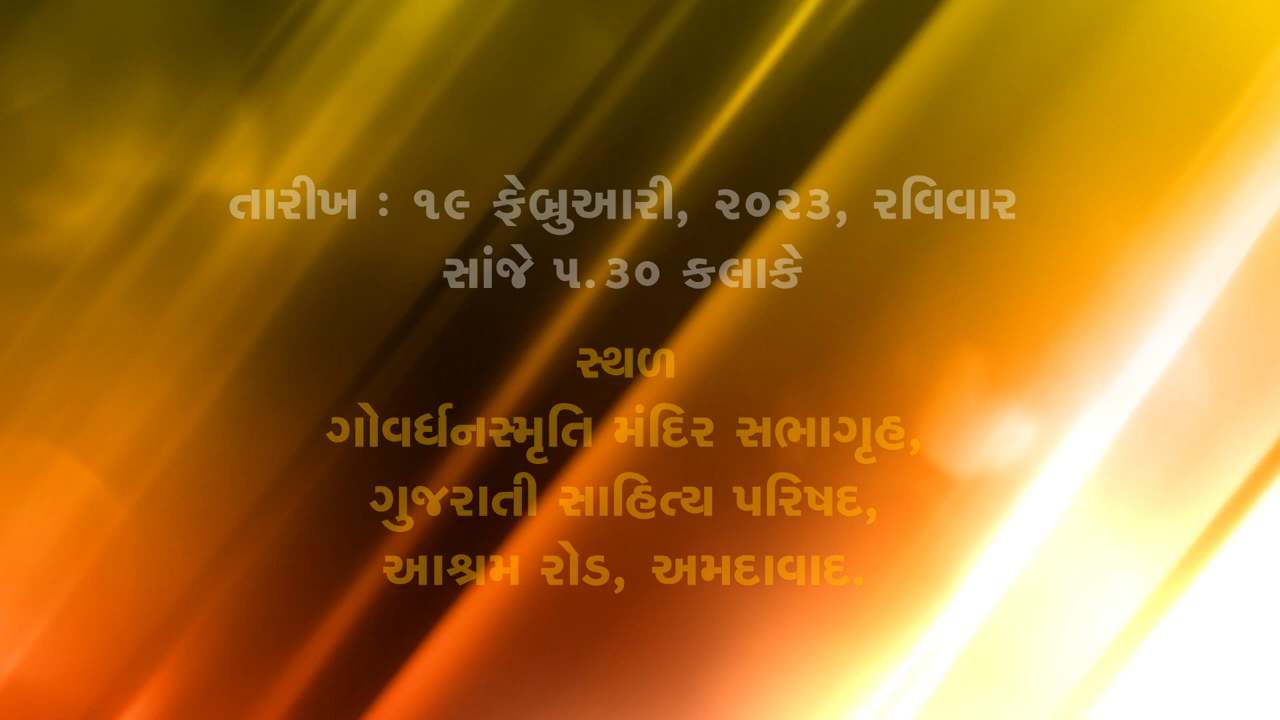 તારીખ : ૧૯ ફેબ્રુઆરી, ૨૦૨૩, રવિવાર
સાંજે ૫.૩૦ કલાકે
સ્થળ
ગોવર્ધનસ્મૃતિ મંદિર સભાગૃહ,
ગુજરાતી સાહિત્ય પરિષદ,
આશ્રમ રોડ, અમદાવાદ.